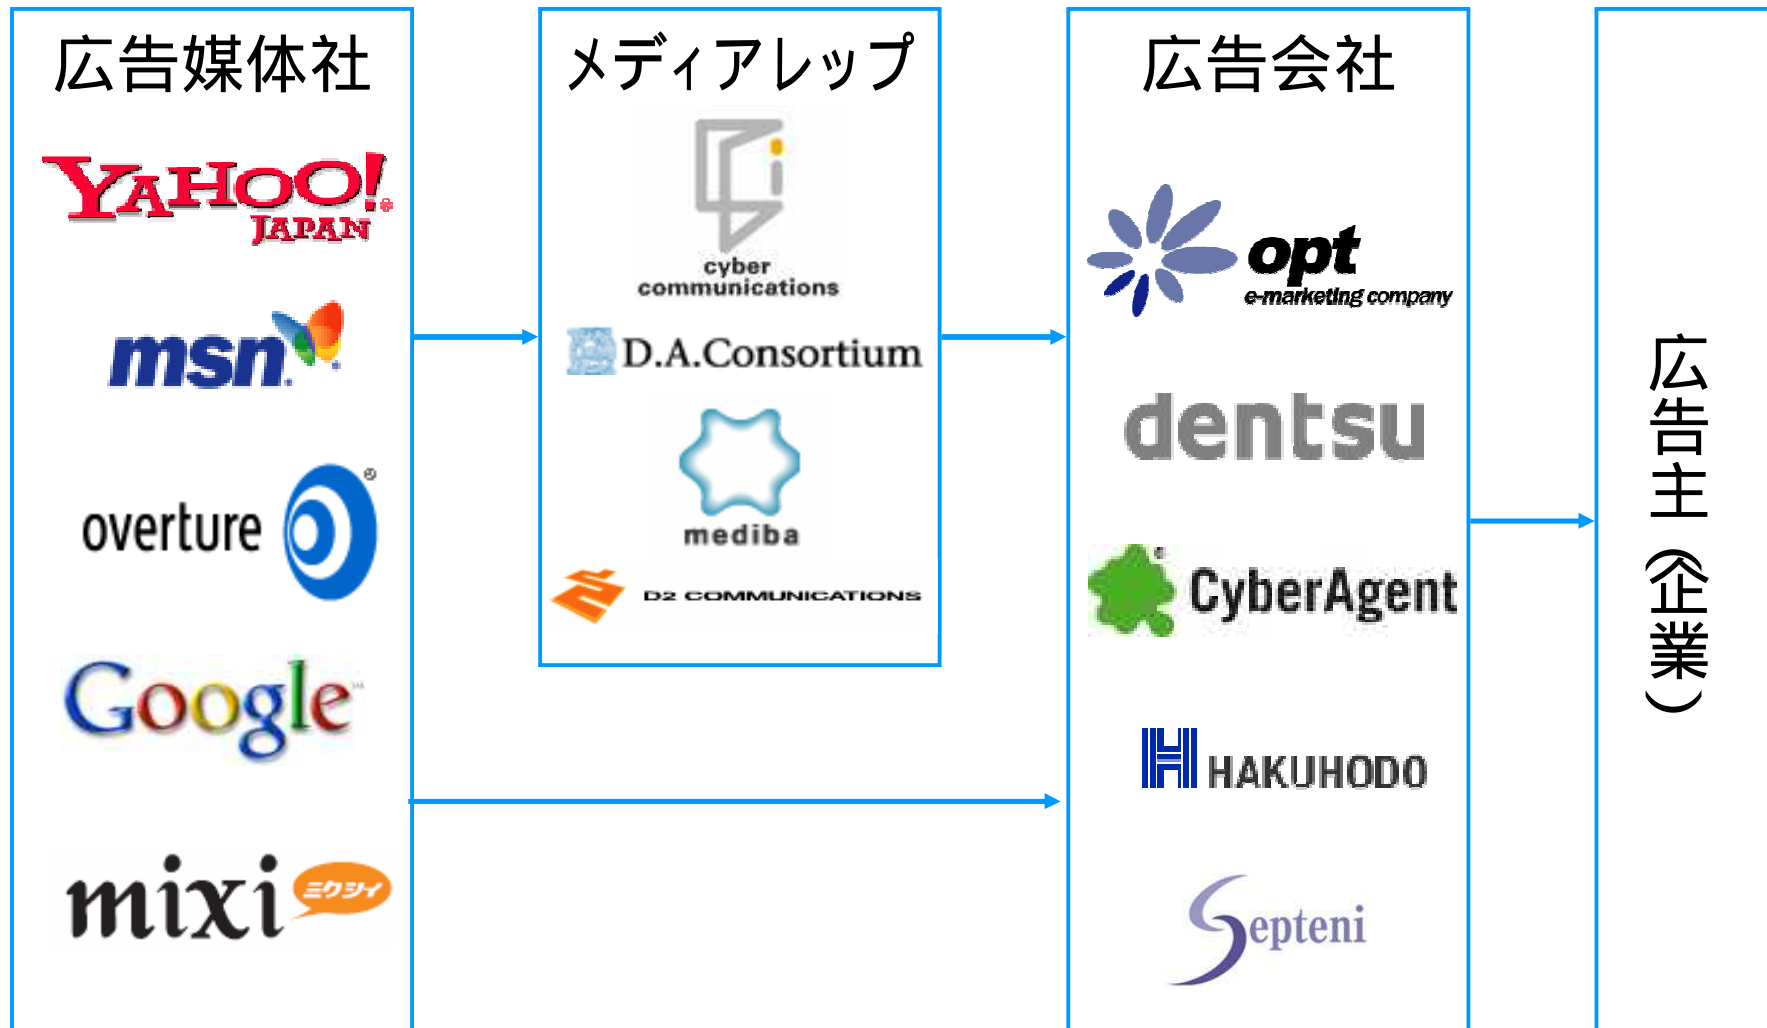 広告媒体社
YAHOO!
JAPAN
msn
overture
Google
mixi ミクシィ
メディアレップ
cyber
communications
D.A.Consortium
mediba
D2 COMMUNICATIONS
広告会社
opt
e-marketing company
dentsu
CyberAgent
HAKUHODO
Septeni
広告主(企業)